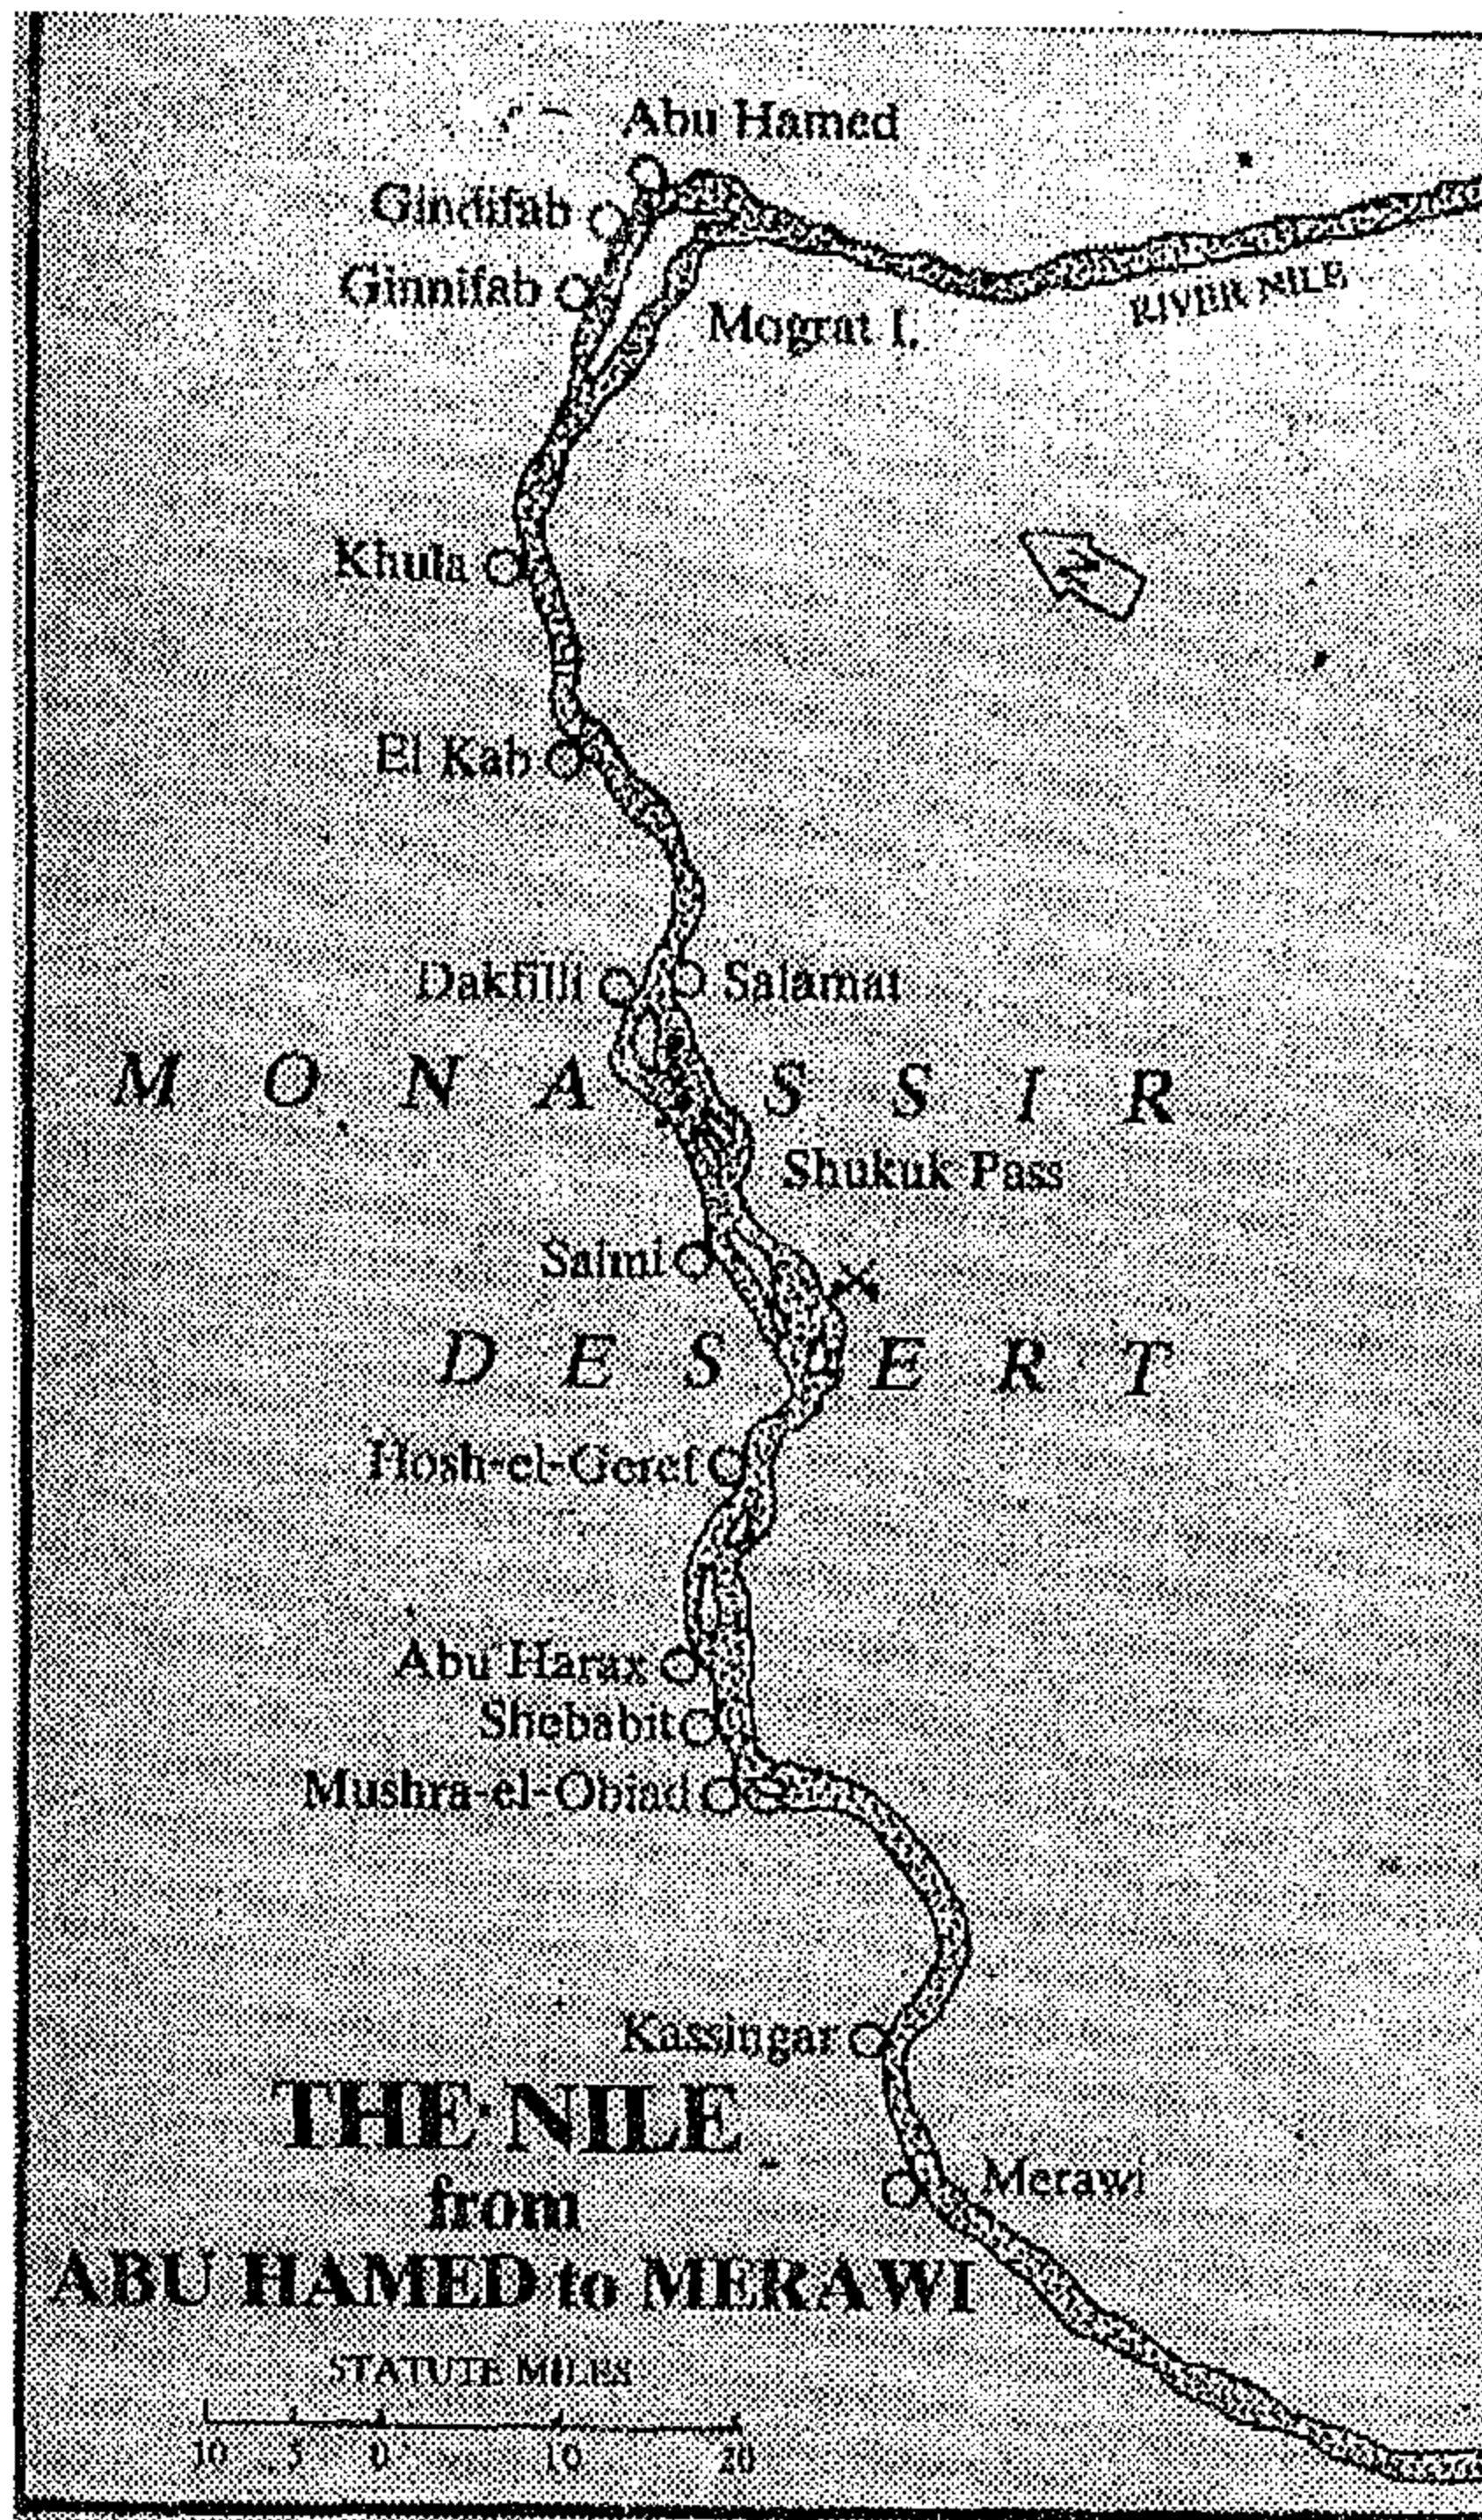 Abu Hamed
Gindifab
Ginnifab
Mograt I.
RIVER NILE
N
Khula
El Kab
Dakfilli
Salamat
MONASSIR
Shukuk Pass
Salmi
DESERT
Hosh-el-Geref
Abu Harax
Shebabit
Mushra-el-Obiad
Kassingar
Merawi
THE NILE
from
ABU HAMED to MERAWI
STATUTE MILES
10 5 0 10 20